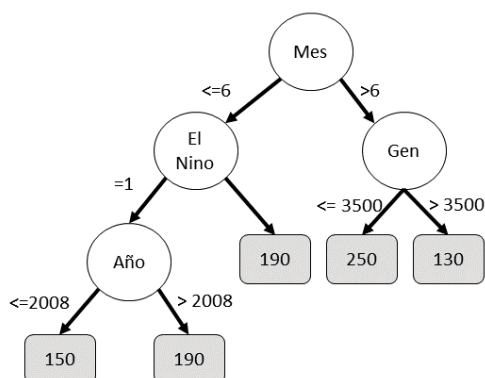 Mes
<=6
>6
El
Nino
Gen
=1
<= 3500
> 3500
Año
190
250
130
<=2008
> 2008
150
190